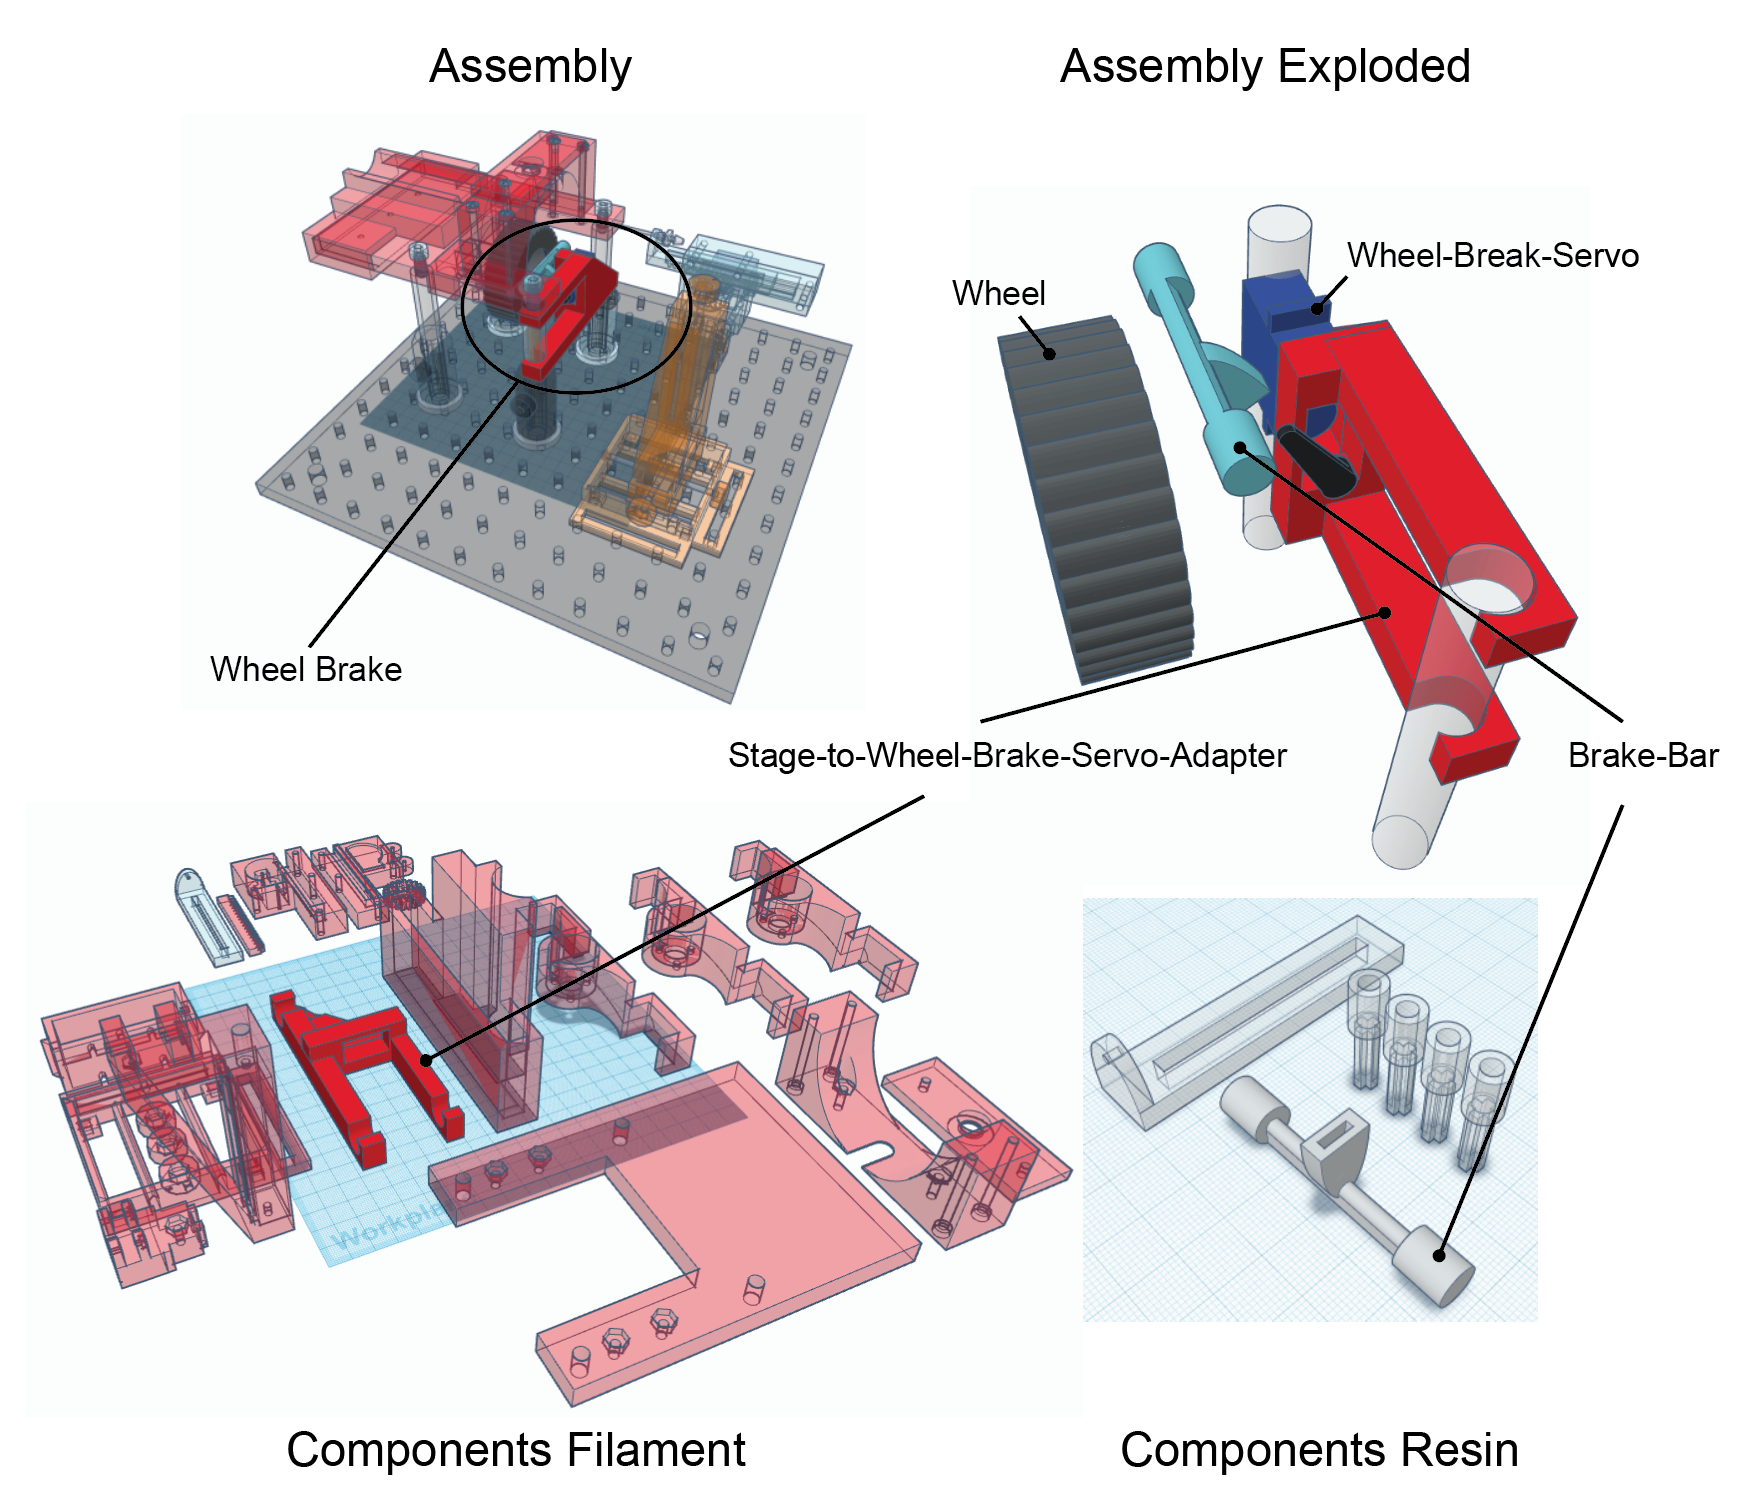 Assembly
Assembly Exploded
Wheel-Break-Servo
Wheel
Wheel Brake
Stage-to-Wheel-Brake-Servo-Adapter
Brake-Bar
Components Filament
Components Resin